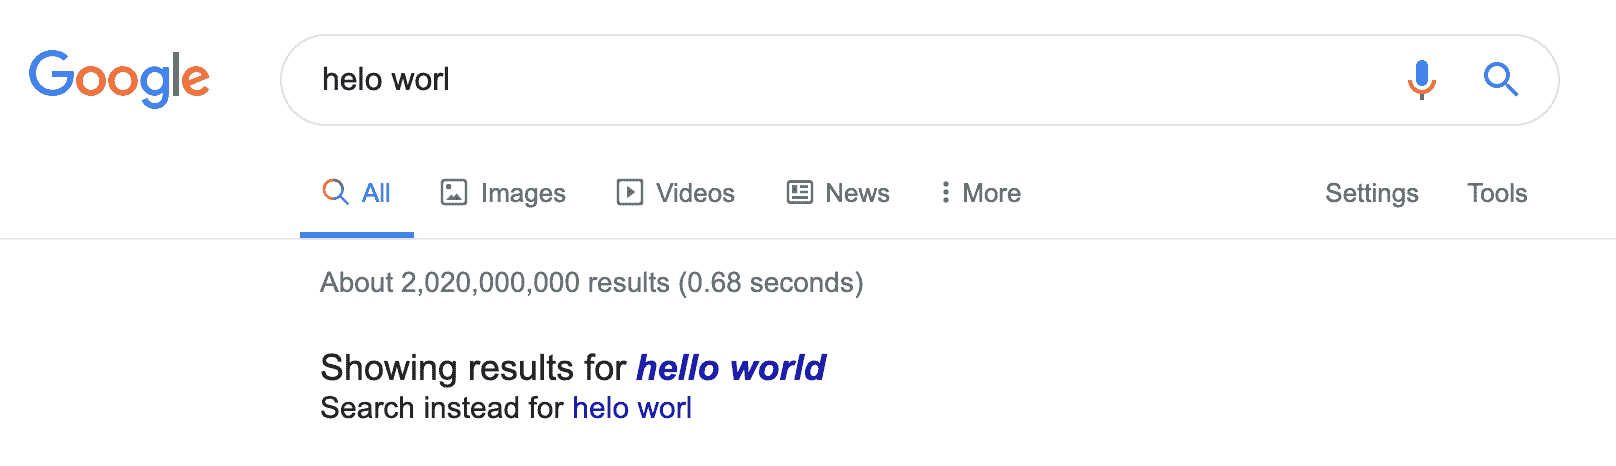 Google helo worl
All Images Videos News More Settings Tools
About 2,020,000,000 results (0.68 seconds)
Showing results for hello world
Search instead for helo worl